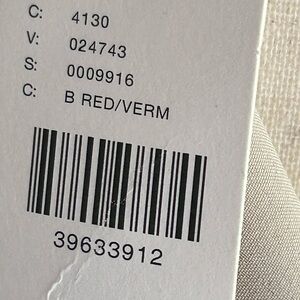 C: 4130
V: 024743
S: 0009916
C: B RED/VERM
39633912